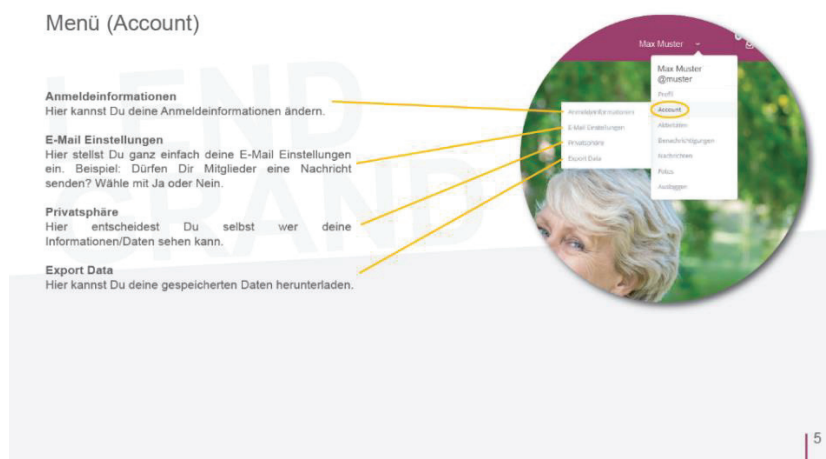 Menü (Account)
LEND
GRAND
Anmeldeinformationen
Hier kannst Du deine Anmeldeinformationen ändern.
E-Mail Einstellungen
Hier stellst Du ganz einfach deine E-Mail Einstellungen
ein. Beispiel: Dürfen Dir Mitglieder eine Nachricht
senden? Wähle mit Ja oder Nein.
Privatsphäre
Hier entscheidest Du selbst wer deine
Informationen/Daten sehen kann.
Export Data
Hier kannst Du deine gespeicherten Daten herunterladen.
Max Muster
Max Muster
@muster
Profil
Account
Aktivitäten
Benachrichtigungen
Nachrichten
Fotos
Ausloggen
Anmeldeinformationen
E-Mail Einstellungen
Privatsphäre
Export Data
5